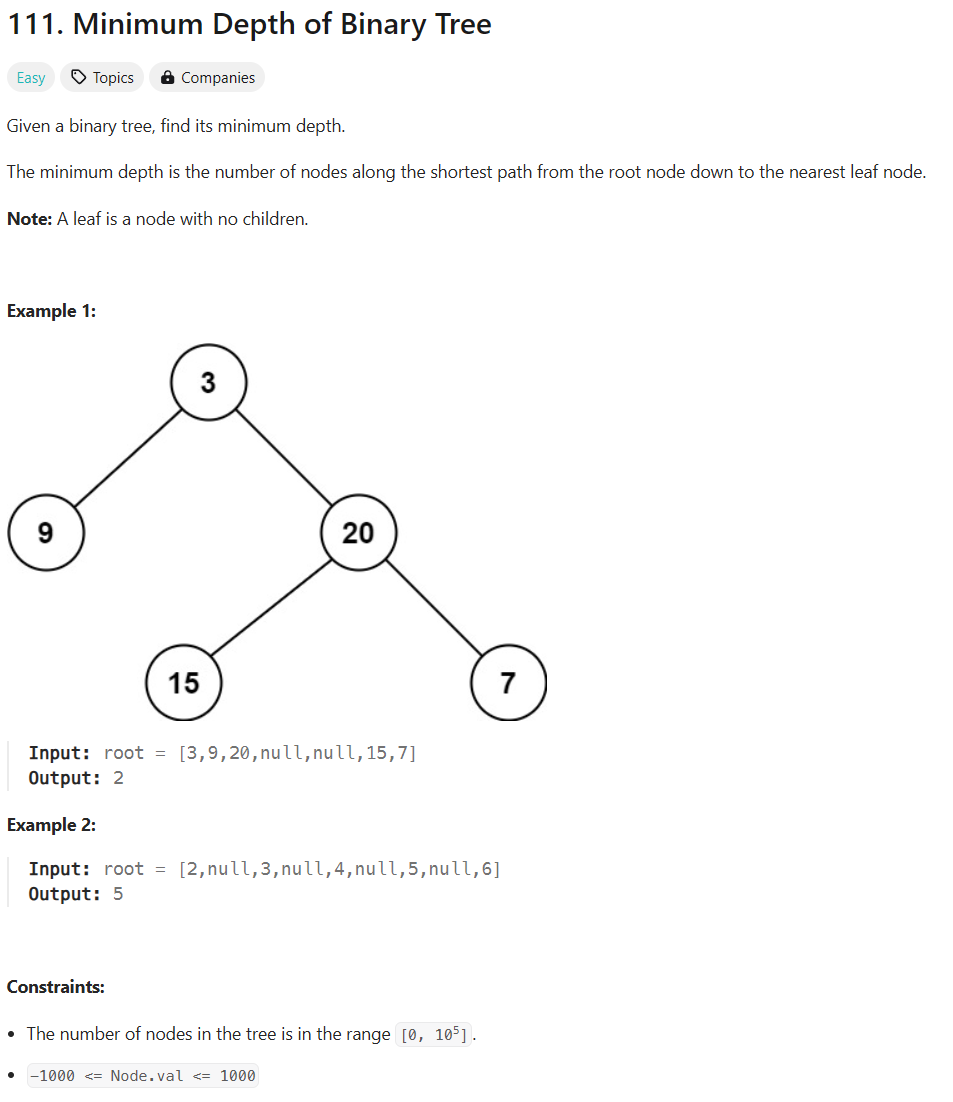 111. Minimum Depth of Binary Tree
Easy Topics Companies
Given a binary tree, find its minimum depth.
The minimum depth is the number of nodes along the shortest path from the root node down to the nearest leaf node.
Note: A leaf is a node with no children.
Example 1:
3
9 20
15 7
Input: root = [3,9,20,null,null,15,7]
Output: 2
Example 2:
Input: root = [2,null,3,null,4,null,5,null,6]
Output: 5
Constraints:
• The number of nodes in the tree is in the range [0, 10⁵].
• -1000 <= Node.val <= 1000